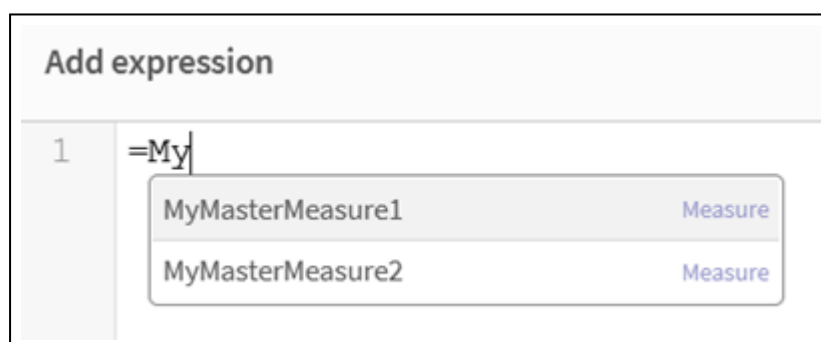 Add expression
1 =My
MyMasterMeasure1 Measure
MyMasterMeasure2 Measure